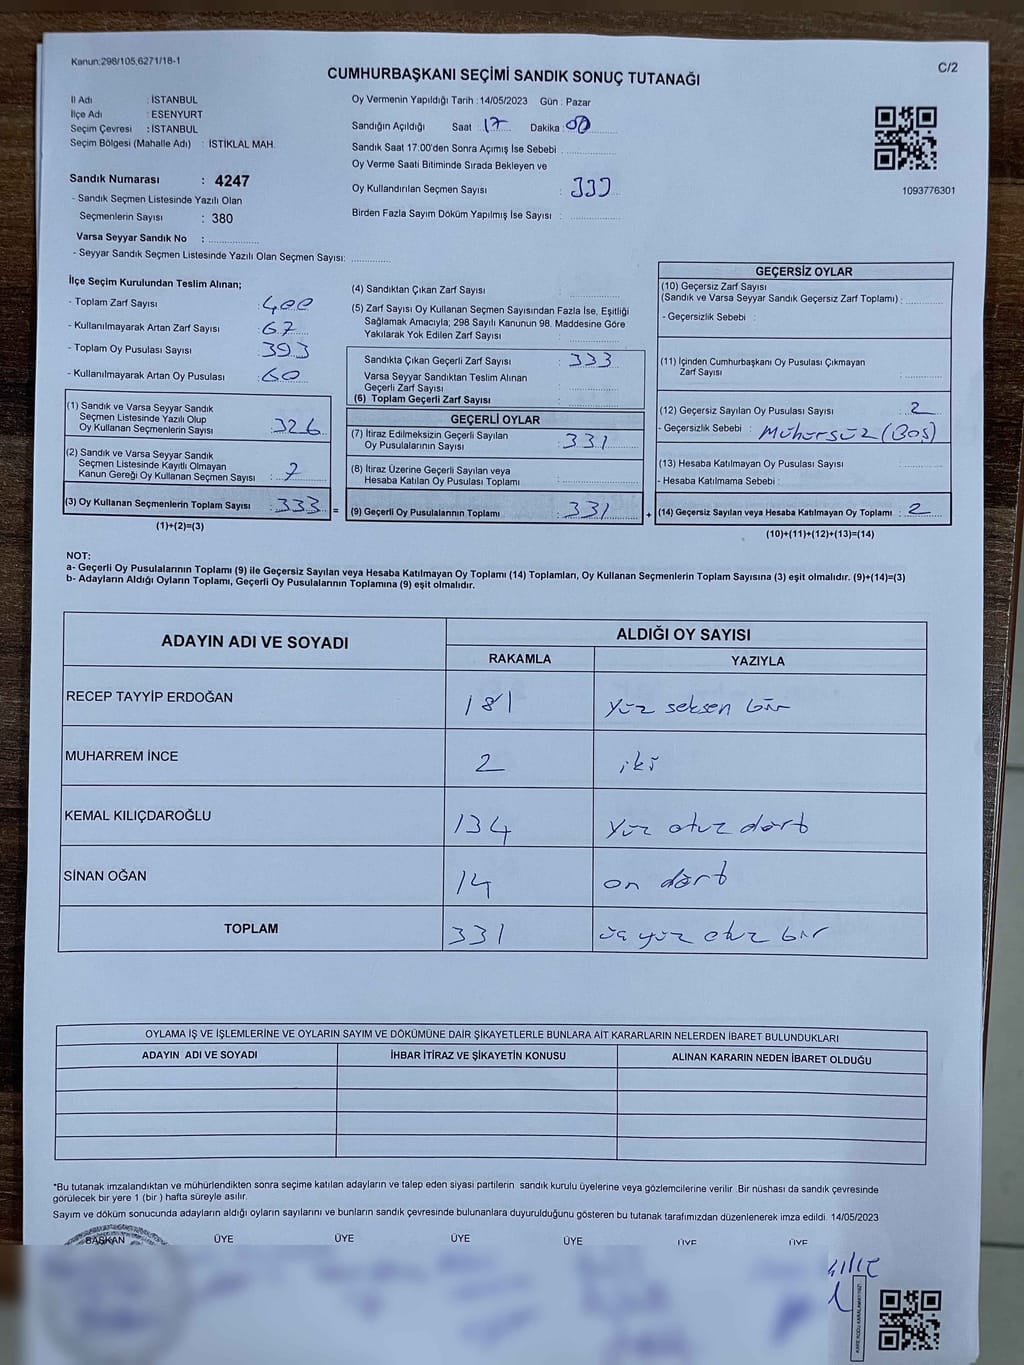 Kanun:298/105,6271/18-1
C/2
CUMHURBAŞKANI SEÇİMİ SANDIK SONUÇ TUTANAĞI
İl Adı : İSTANBUL
İlçe Adı : ESENYURT
Seçim Çevresi : İSTANBUL
Seçim Bölgesi (Mahalle Adı) : İSTİKLAL MAH.
Sandık Numarası : 4247
- Sandık Seçmen Listesinde Yazılı Olan
Seçmenlerin Sayısı : 380
Varsa Seyyar Sandık No :
- Seyyar Sandık Seçmen Listesinde Yazılı Olan Seçmen Sayısı:
Oy Vermenin Yapıldığı Tarih : 14/05/2023 Gün : Pazar
Sandığın Açıldığı Saat : 17 Dakika : 00
Sandık Saat 17:00'den Sonra Açımış İse Sebebi :
Oy Verme Saati Bitiminde Sırada Bekleyen ve
Oy Kullandırılan Seçmen Sayısı : 333
Birden Fazla Sayım Döküm Yapılmış İse Sayısı :
1093776301
İlçe Seçim Kurulundan Teslim Alınan;
- Toplam Zarf Sayısı : 400
- Kullanılmayarak Artan Zarf Sayısı : 67
- Toplam Oy Pusulası Sayısı : 393
- Kullanılmayarak Artan Oy Pusulası : 60
(1) Sandık ve Varsa Seyyar Sandık
Seçmen Listesinde Yazılı Olup
Oy Kullanan Seçmenlerin Sayısı : 326
(2) Sandık ve Varsa Seyyar Sandık
Seçmen Listesinde Kayıtlı Olmayan
Kanun Gereği Oy Kullanan Seçmen Sayısı : 7
(3) Oy Kullanan Seçmenlerin Toplam Sayısı : 333 =
(1)+(2)=(3)
(4) Sandıktan Çıkan Zarf Sayısı :
(5) Zarf Sayısı Oy Kullanan Seçmen Sayısından Fazla İse, Eşitliği
Sağlamak Amacıyla; 298 Sayılı Kanunun 98. Maddesine Göre
Yakılarak Yok Edilen Zarf Sayısı :
Sandıkta Çıkan Geçerli Zarf Sayısı : 333
Varsa Seyyar Sandıktan Teslim Alınan
Geçerli Zarf Sayısı :
(6) Toplam Geçerli Zarf Sayısı :
GEÇERLİ OYLAR
(7) İtiraz Edilmeksizin Geçerli Sayılan
Oy Pusulalarının Sayısı : 331
(8) İtiraz Üzerine Geçerli Sayılan veya
Hesaba Katılan Oy Pusulası Toplamı :
(9) Geçerli Oy Pusulalarının Toplamı : 331 +
GEÇERSİZ OYLAR
(10) Geçersiz Zarf Sayısı
(Sandık ve Varsa Seyyar Sandık Geçersiz Zarf Toplamı) :
- Geçersizlik Sebebi :
(11) İçinden Cumhurbaşkanı Oy Pusulası Çıkmayan
Zarf Sayısı :
(12) Geçersiz Sayılan Oy Pusulası Sayısı : 2
- Geçersizlik Sebebi : Mühürsüz (Boş)
(13) Hesaba Katılmayan Oy Pusulası Sayısı :
- Hesaba Katılmama Sebebi :
(14) Geçersiz Sayılan veya Hesaba Katılmayan Oy Toplamı : 2
(10)+(11)+(12)+(13)=(14)
NOT:
a- Geçerli Oy Pusulalarının Toplamı (9) ile Geçersiz Sayılan veya Hesaba Katılmayan Oy Toplamı (14) Toplamları, Oy Kullanan Seçmenlerin Toplam Sayısına (3) eşit olmalıdır. (9)+(14)=(3)
b- Adayların Aldığı Oyların Toplamı, Geçerli Oy Pusulalarının Toplamına (9) eşit olmalıdır.
ADAYIN ADI VE SOYADI ALDIĞI OY SAYISI
RAKAMLA YAZIYLA
RECEP TAYYİP ERDOĞAN 181 yüz seksen bir
MUHARREM İNCE 2 iki
KEMAL KILIÇDAROĞLU 134 yüz otuz dört
SİNAN OĞAN 14 on dört
TOPLAM 331 üç yüz otuz bir
OYLAMA İŞ VE İŞLEMLERİNE VE OYLARIN SAYIM VE DÖKÜMÜNE DAİR ŞİKAYETLERLE BUNLARA AİT KARARLARIN NELERDEN İBARET BULUNDUKLARI
ADAYIN ADI VE SOYADI İHBAR İTİRAZ VE ŞİKAYETİN KONUSU ALINAN KARARIN NEDEN İBARET OLDUĞU
*Bu tutanak imzalandıktan ve mühürlendikten sonra seçime katılan adayların ve talep eden siyasi partilerin sandık kurulu üyelerine veya gözlemcilerine verilir .Bir nüshası da sandık çevresinde
görülecek bir yere 1 (bir ) hafta süreyle asılır.
Sayım ve döküm sonucunda adayların aldığı oyların sayılarını ve bunların sandık çevresinde bulunanlara duyurulduğunu gösteren bu tutanak tarafımızdan düzenlenerek imza edildi. 14/05/2023
BAŞKAN ÜYE ÜYE ÜYE ÜYE ÜYE ÜYE